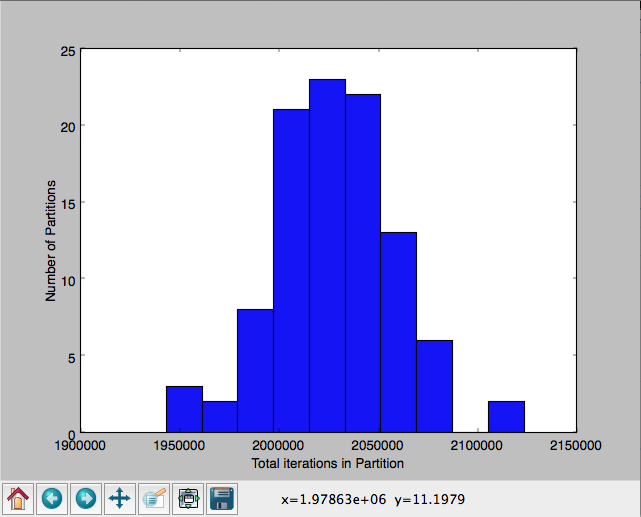 25
20
15
10
5
0
Number of Partitions
1900000 1950000 2000000 2050000 2100000 2150000
Total iterations in Partition
x=1.97863e+06 y=11.1979